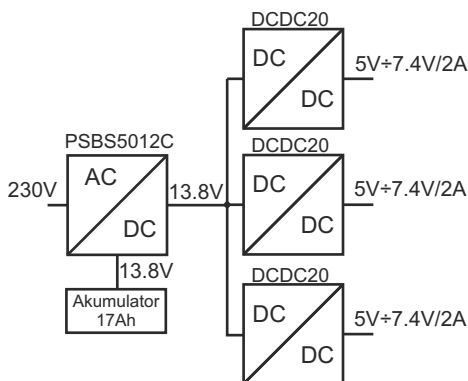 DCDC20
DC
DC
5V÷7.4V/2A
PSBS5012C
230V
AC
DC
13.8V
DCDC20
DC
DC
5V÷7.4V/2A
13.8V
Akumulator
17Ah
DCDC20
DC
DC
5V÷7.4V/2A